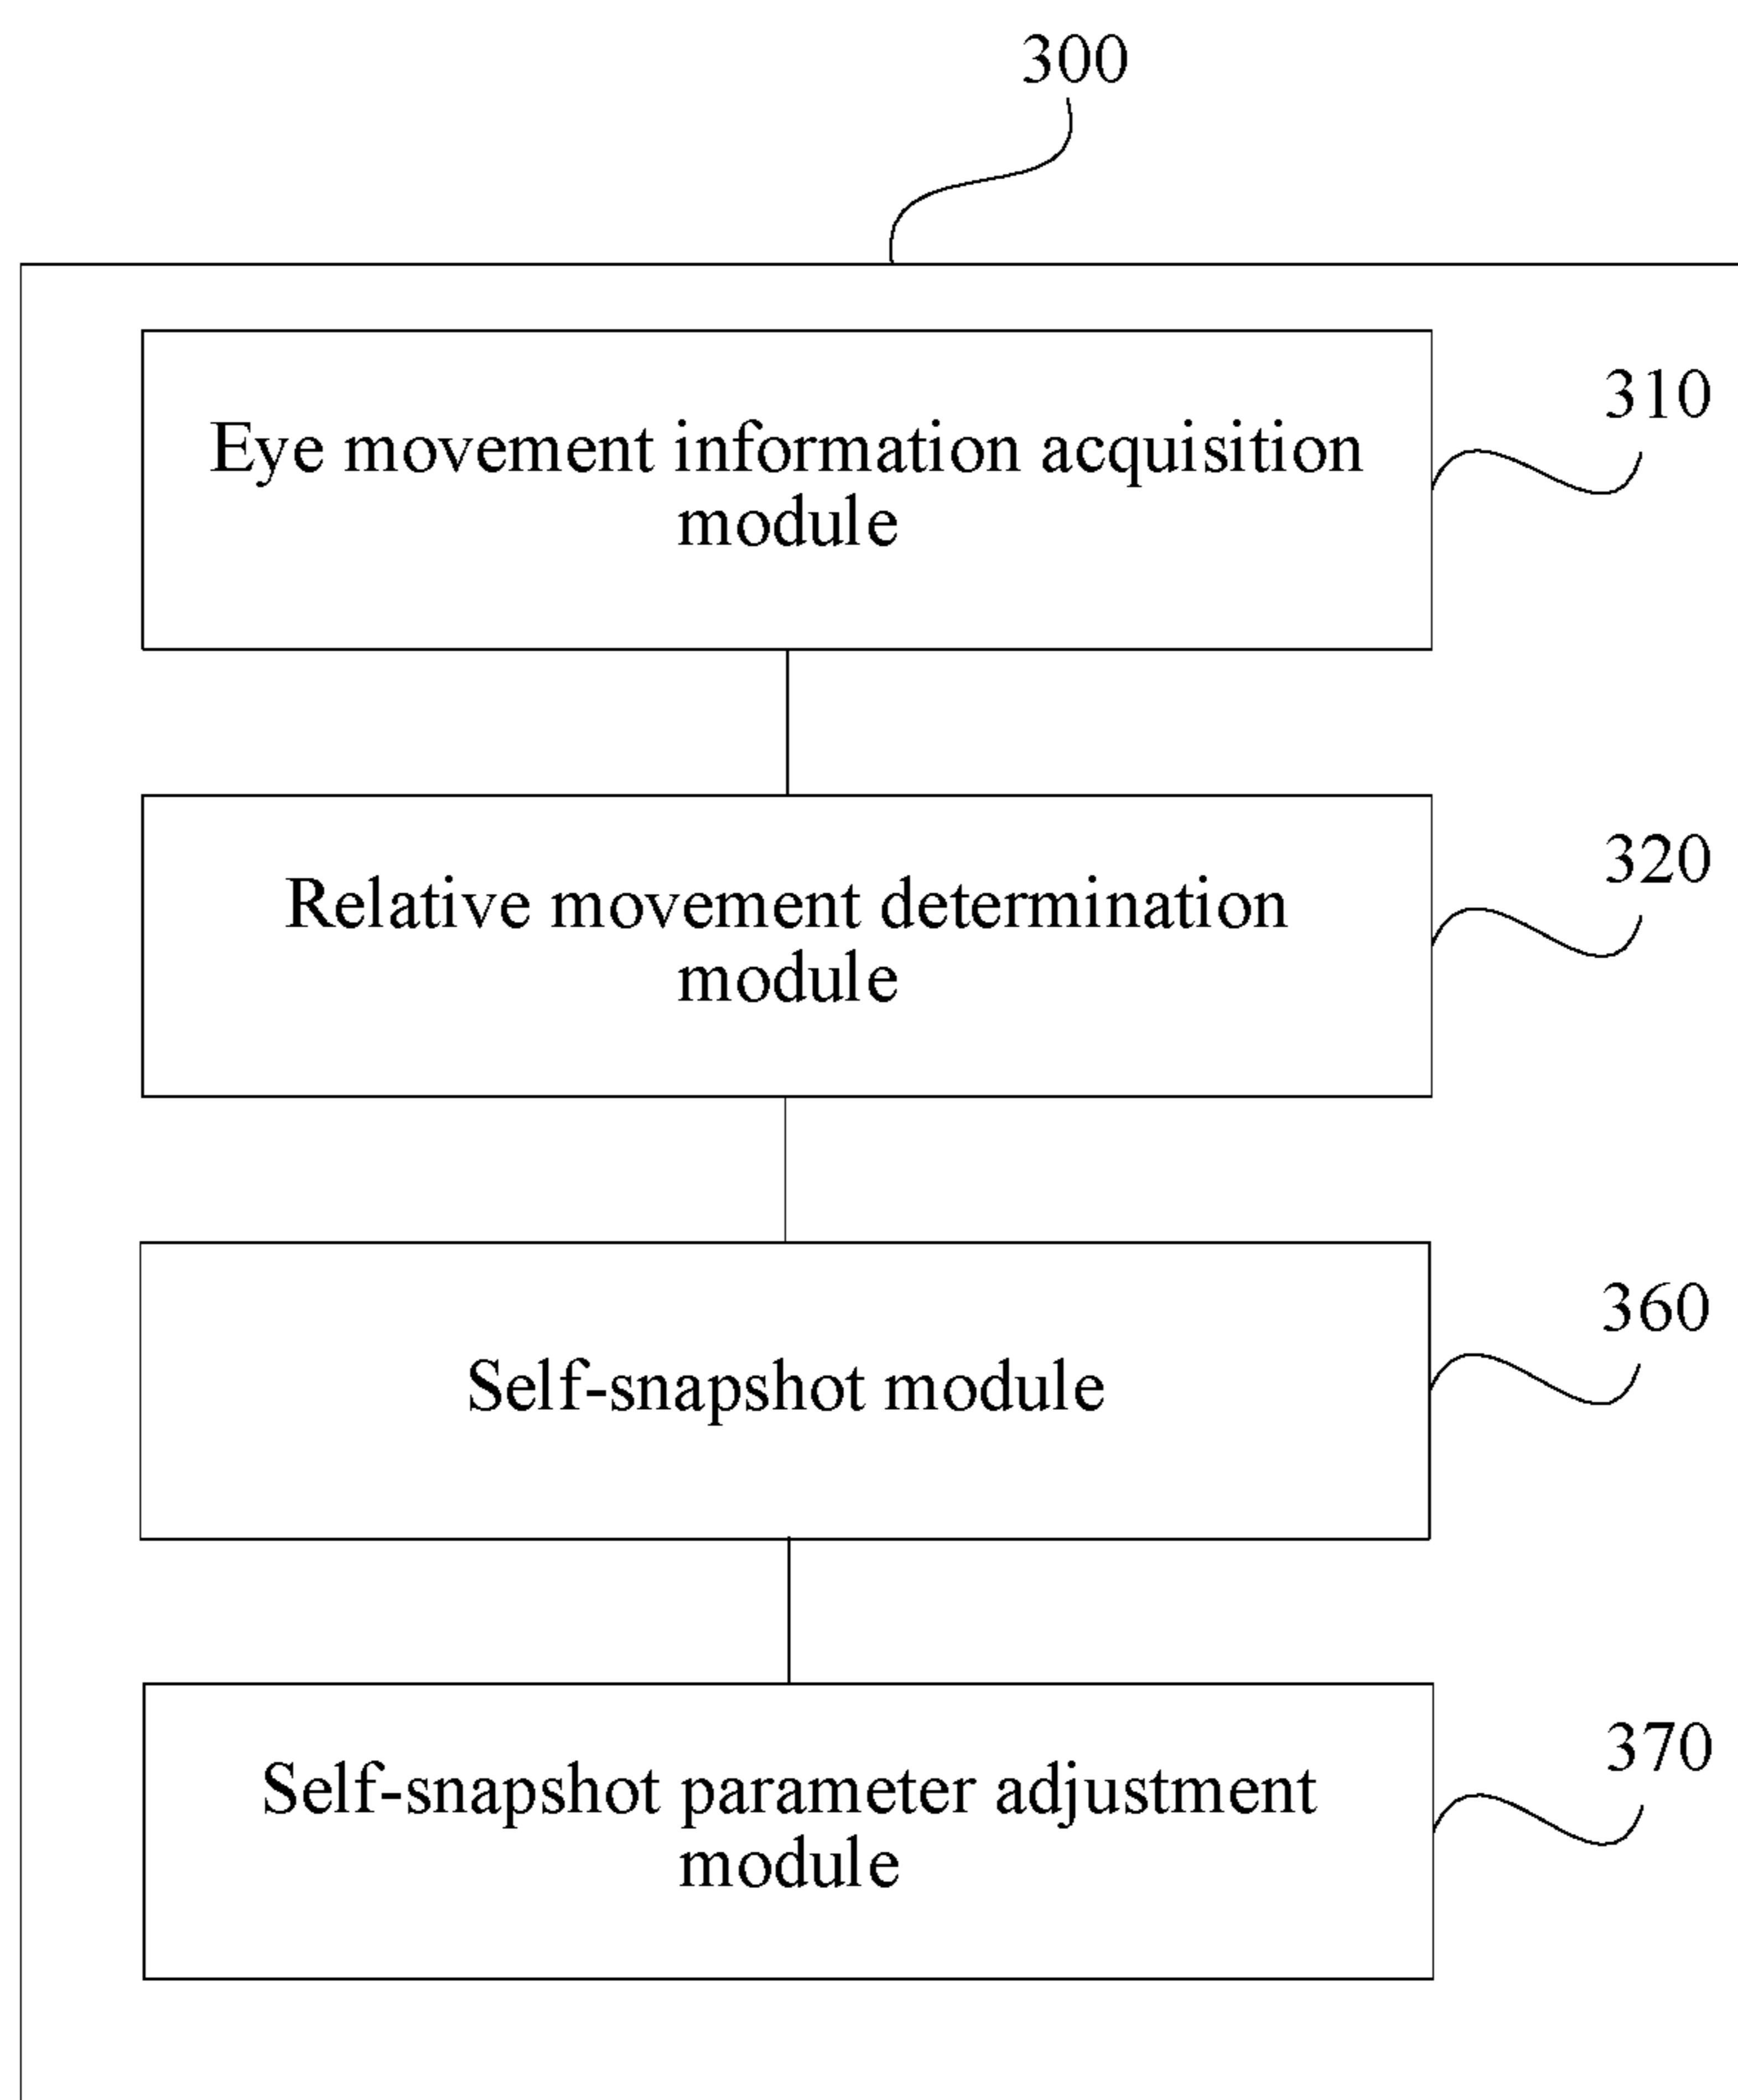 300
310
Eye movement information acquisition
module
320
Relative movement determination
module
360
Self-snapshot module
370
Self-snapshot parameter adjustment
module